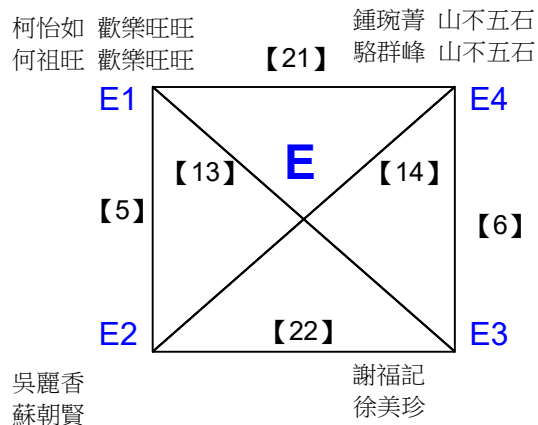 柯怡如 歡樂旺旺
何祖旺 歡樂旺旺
鍾琬菁 山不五石
駱群峰 山不五石
【21】
E1
E4
【13】
E
【14】
【5】
【6】
E2
【22】
E3
吳麗香
蘇朝賢
謝福記
徐美珍